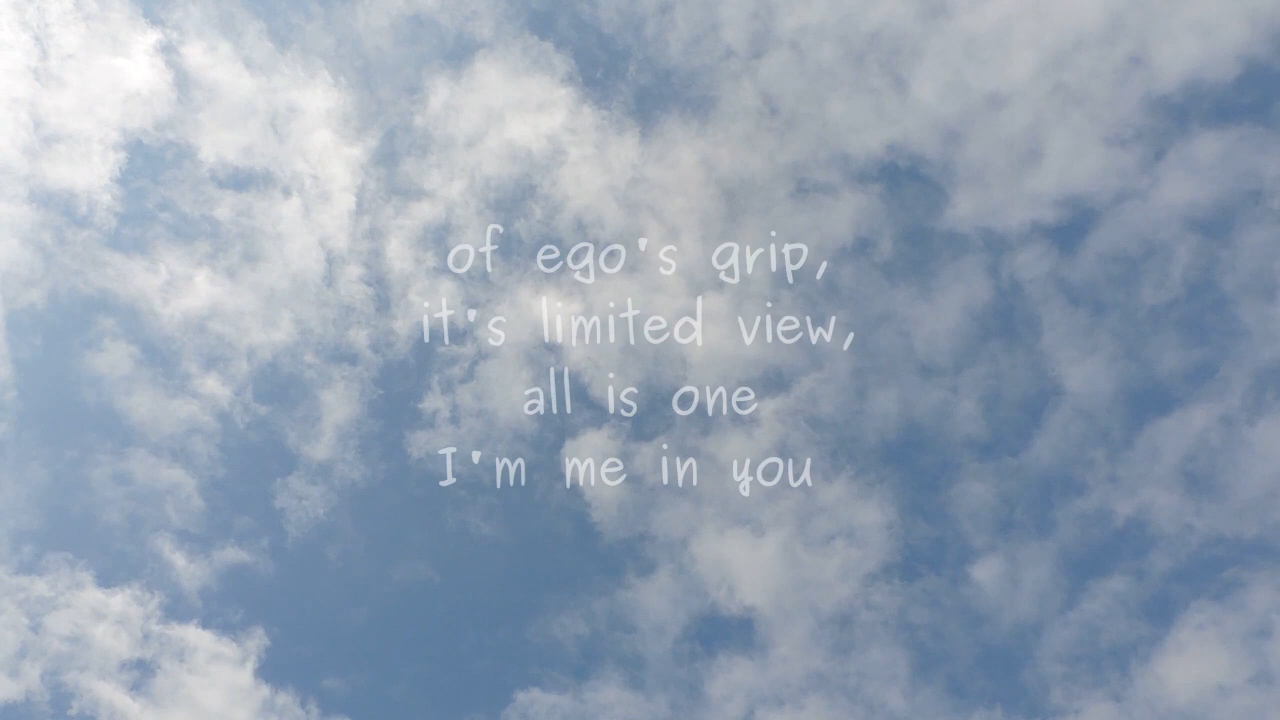 of ego's grip,
it's limited view,
all is one
I'm me in you